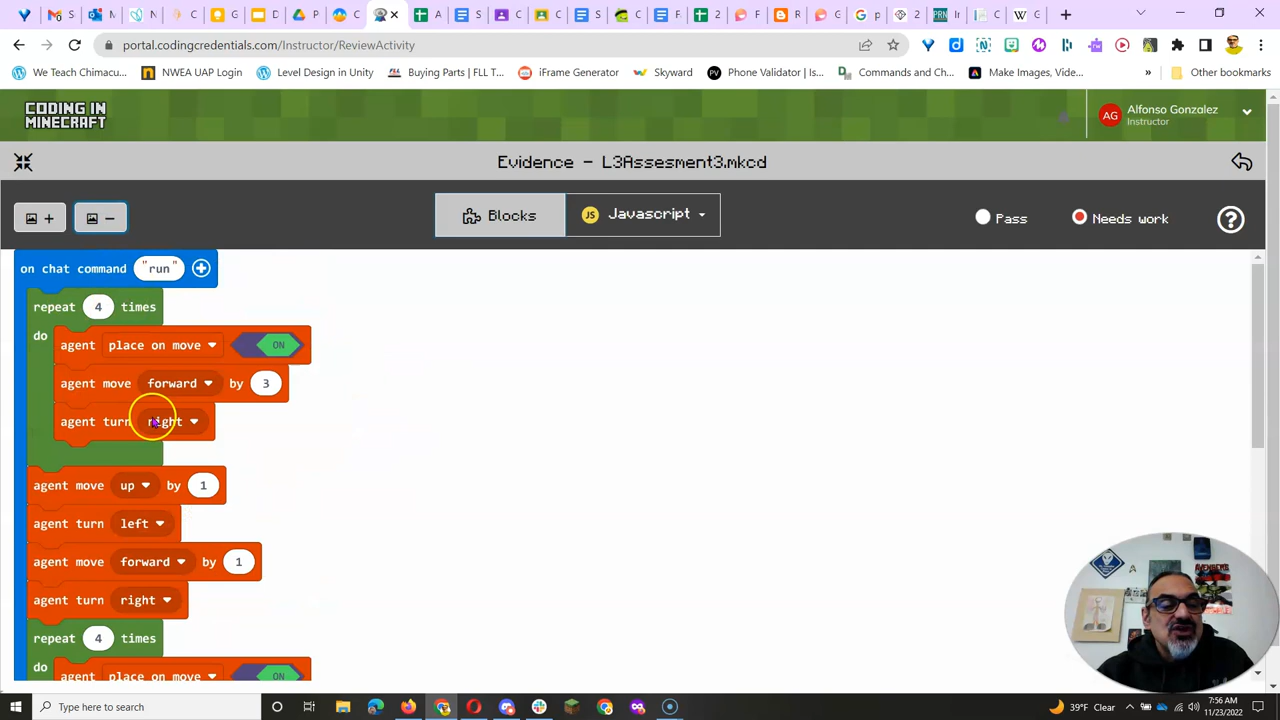 portal.codingcredentials.com/Instructor/ReviewActivity
We Teach Chimacu...
NWEA UAP Login
Level Design in Unity
Buying Parts | FLL T...
iFrame Generator
Skyward
Phone Validator | Is...
Commands and Ch...
Make Images, Vide...
»
Other bookmarks
CODING IN
MINECRAFT
AG
Alfonso Gonzalez
Instructor
Evidence - L3Assesment3.mkcd
Blocks
JS Javascript
Pass
Needs work
on chat command "run"
repeat 4 times
do
agent place on move ON
agent move forward by 3
agent turn right
agent move up by 1
agent turn left
agent move forward by 1
agent turn right
repeat 4 times
do
agent place on move ON
Type here to search
39°F Clear
7:56 AM
11/23/2022